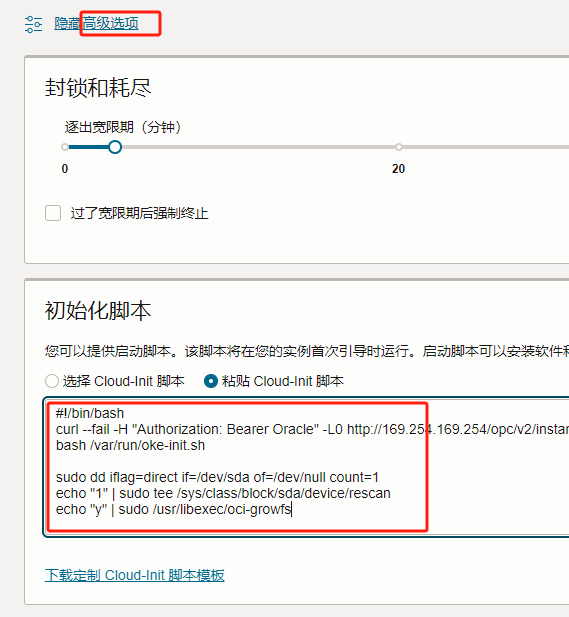 隐藏高级选项
封锁和耗尽
逐出宽限期（分钟）
0 20
过了宽限期后强制终止
初始化脚本
您可以提供启动脚本。该脚本将在您的实例首次引导时运行。启动脚本可以安装软件和
选择 Cloud-Init 脚本 粘贴 Cloud-Init 脚本
#!/bin/bash
curl --fail -H "Authorization: Bearer Oracle" -L0 http://169.254.169.254/opc/v2/instan
bash /var/run/oke-init.sh
sudo dd iflag=direct if=/dev/sda of=/dev/null count=1
echo "1" | sudo tee /sys/class/block/sda/device/rescan
echo "y" | sudo /usr/libexec/oci-growfs
下载定制 Cloud-Init 脚本模板